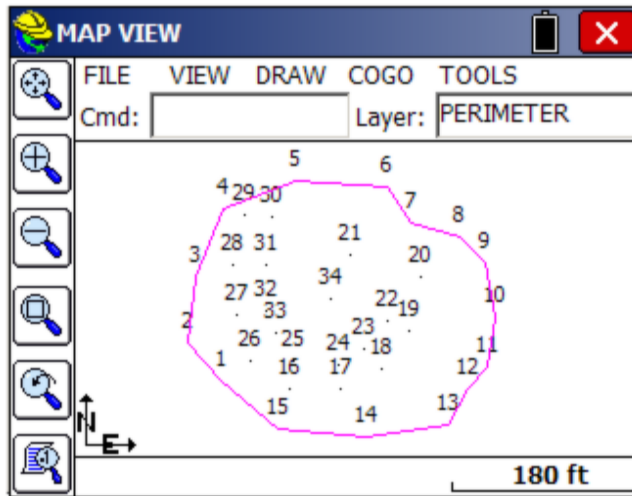 MAP VIEW
FILE VIEW DRAW COGO TOOLS
Cmd: Layer: PERIMETER
5 6
4 29 30 7
21 8
28 31 9
3 20
34
27 32 22 10
33 19
2 23
26 25 24 18 11
1 16 17 12
15 14 13
N
E
180 ft